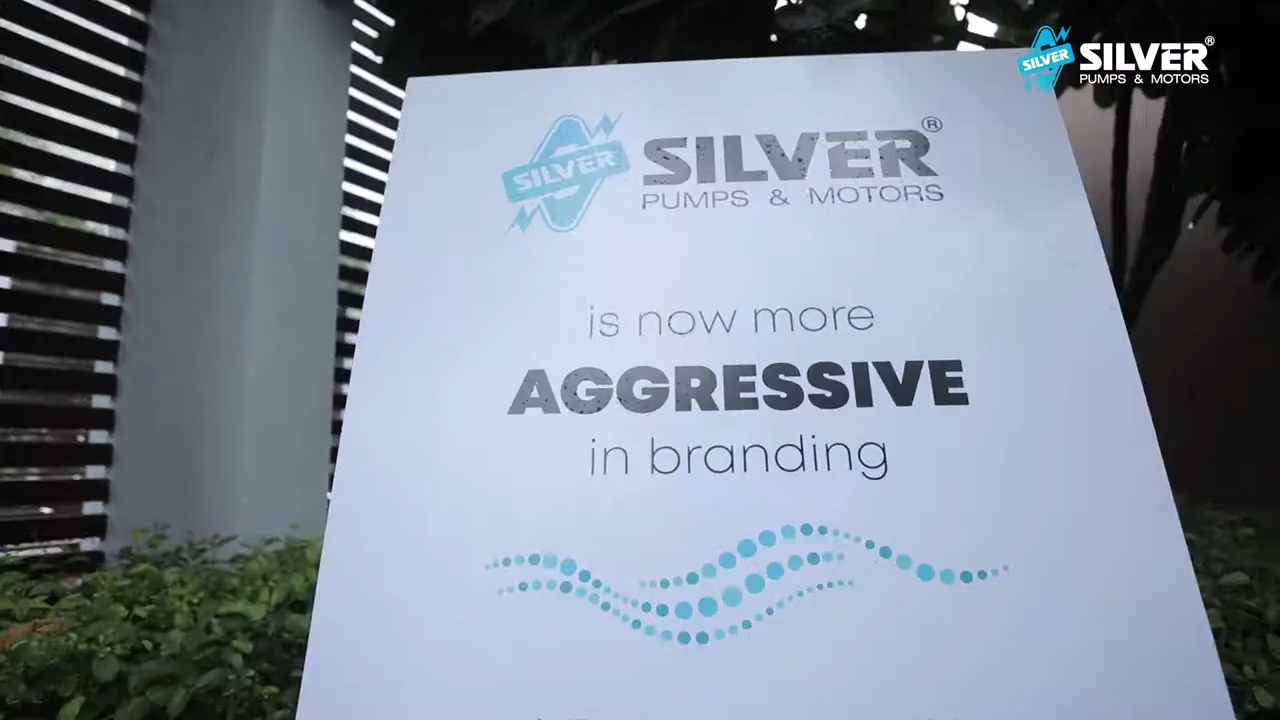 SILVER
SILVER®
PUMPS & MOTORS
SILVER
SILVER®
PUMPS & MOTORS
is now more
AGGRESSIVE
in branding